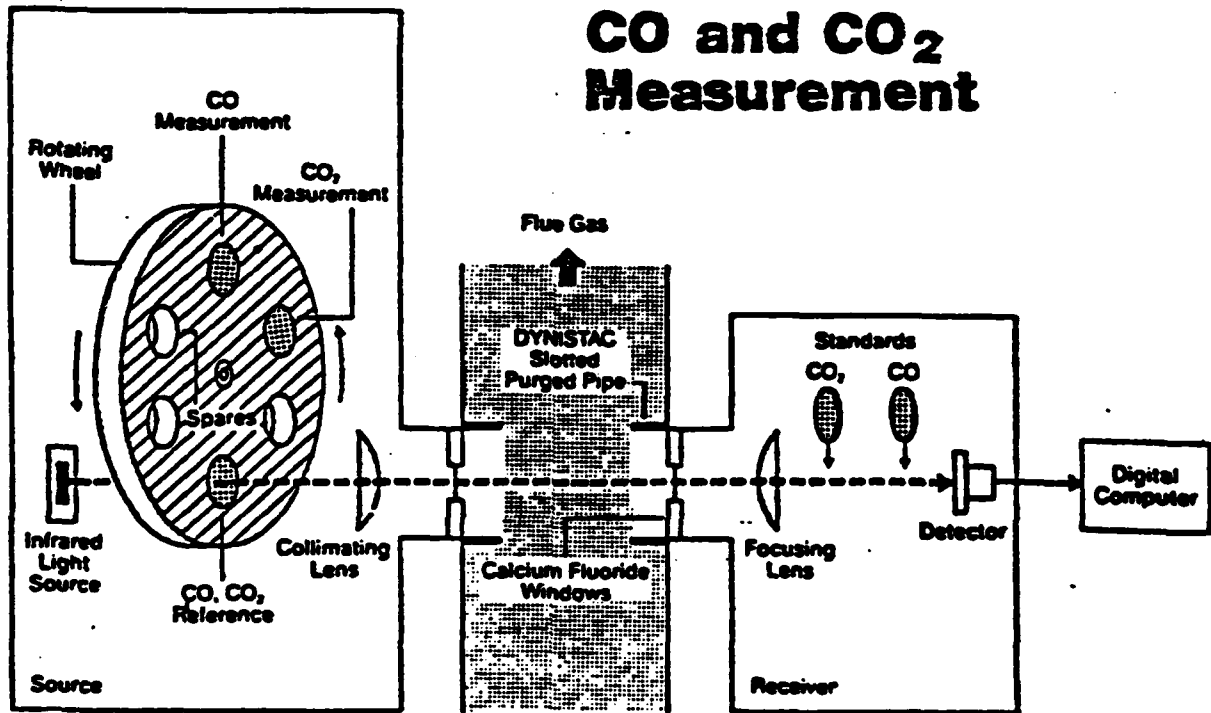 CO and CO₂
Measurement
CO
Measurement
Rotating
Wheel
CO₂
Measurement
Spares
Infrared
Light
Source
CO, CO₂
Reference
Collimating
Lens
Source
Flue Gas
DYNISTAC
Slotted
Purged Pipe
Calcium Fluoride
Windows
Standards
CO₂ CO
Focusing
Lens
Detector
Receiver
Digital
Computer